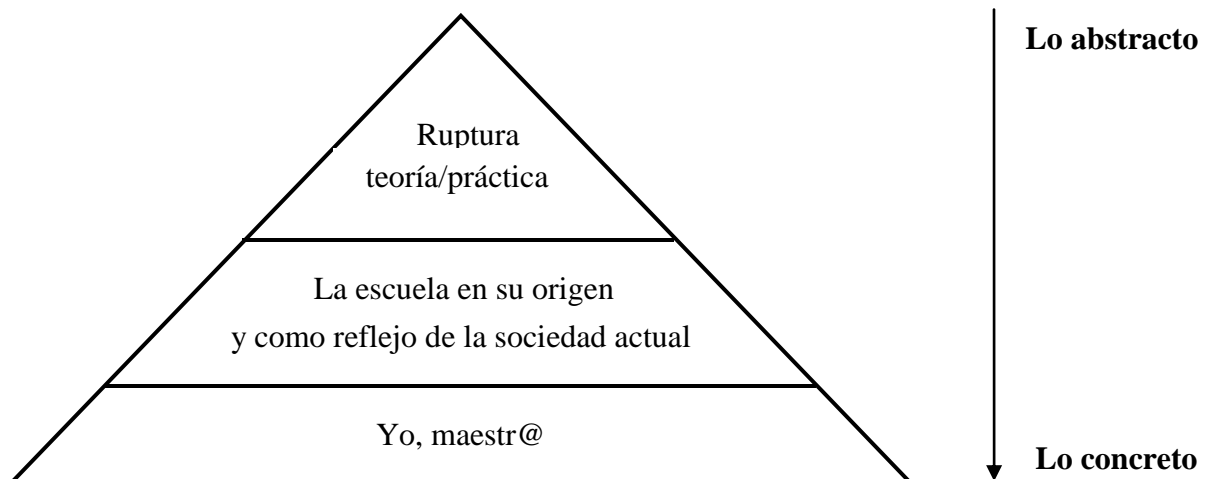 Lo abstracto
Ruptura
teoría/práctica
La escuela en su origen
y como reflejo de la sociedad actual
Yo, maestr@
Lo concreto